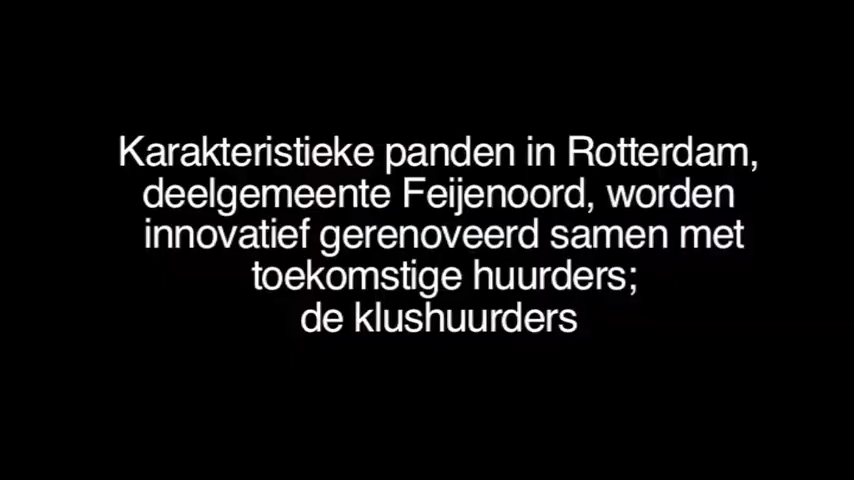 Karakteristieke panden in Rotterdam,
deelgemeente Feijenoord, worden
innovatief gerenoveerd samen met
toekomstige huurders;
de klushuurders